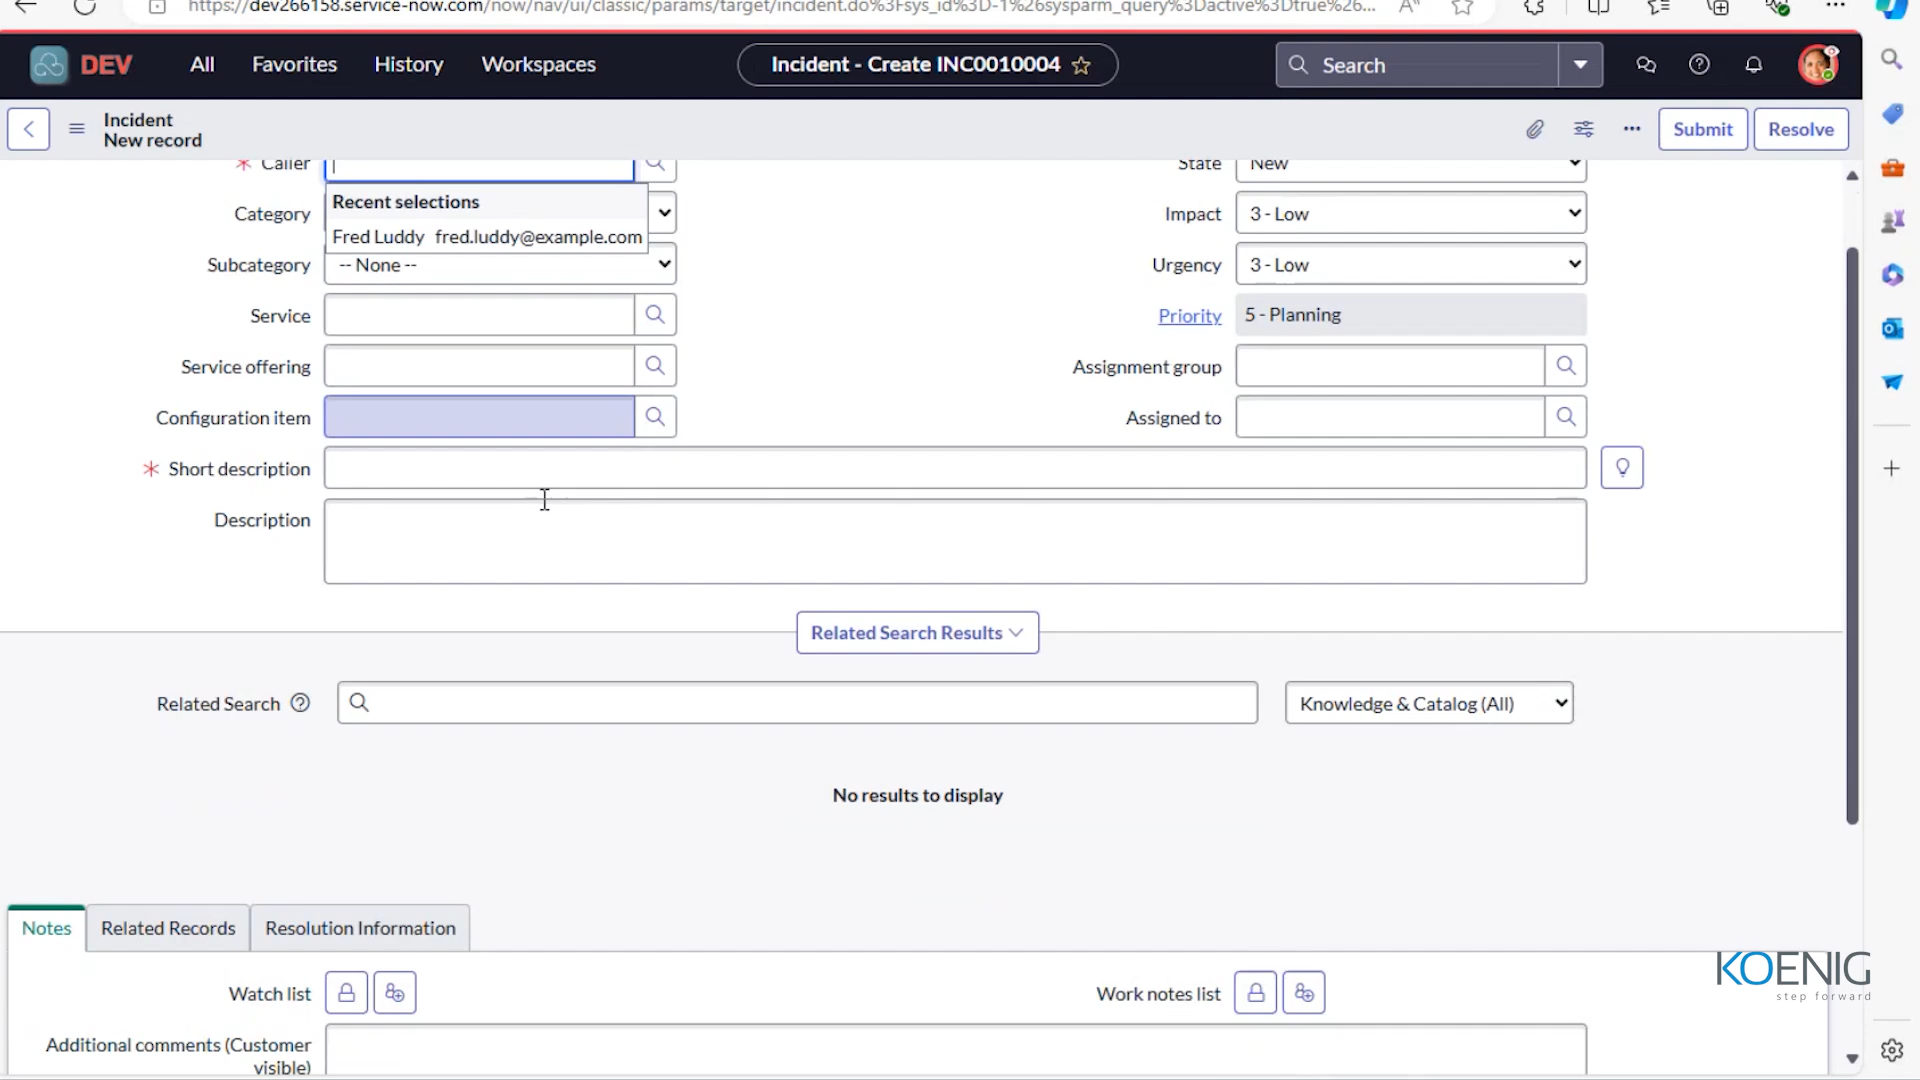 https://dev266158.service-now.com/now/nav/ui/classic/params/target/incident.do%3Fsys_id%3D-1%26sysparm_query%3Dactive%3Dtrue%26...
DEV
All
Favorites
History
Workspaces
Incident - Create INC0010004
Search
Incident
New record
Submit
Resolve
* Caller
State
New
Recent selections
Category
Impact
3 - Low
Fred Luddy fred.luddy@example.com
Subcategory
-- None --
Urgency
3 - Low
Service
Priority
5 - Planning
Service offering
Assignment group
Configuration item
Assigned to
* Short description
Description
Related Search Results
Related Search
Knowledge & Catalog (All)
No results to display
Notes
Related Records
Resolution Information
KOENIG
step forward
Watch list
Work notes list
Additional comments (Customer
visible)